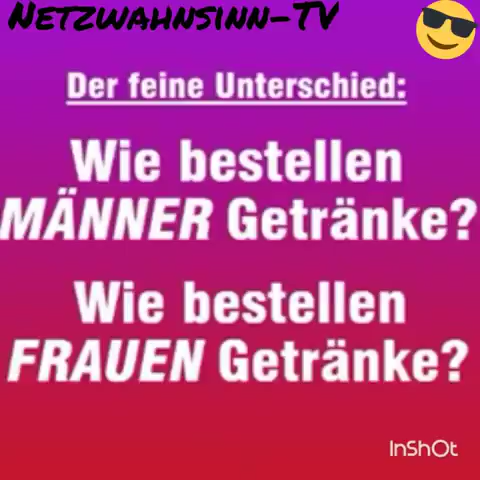 Netzwahnsinn-TV
Der feine Unterschied:
Wie bestellen
MÄNNER Getränke?
Wie bestellen
FRAUEN Getränke?
InShOt